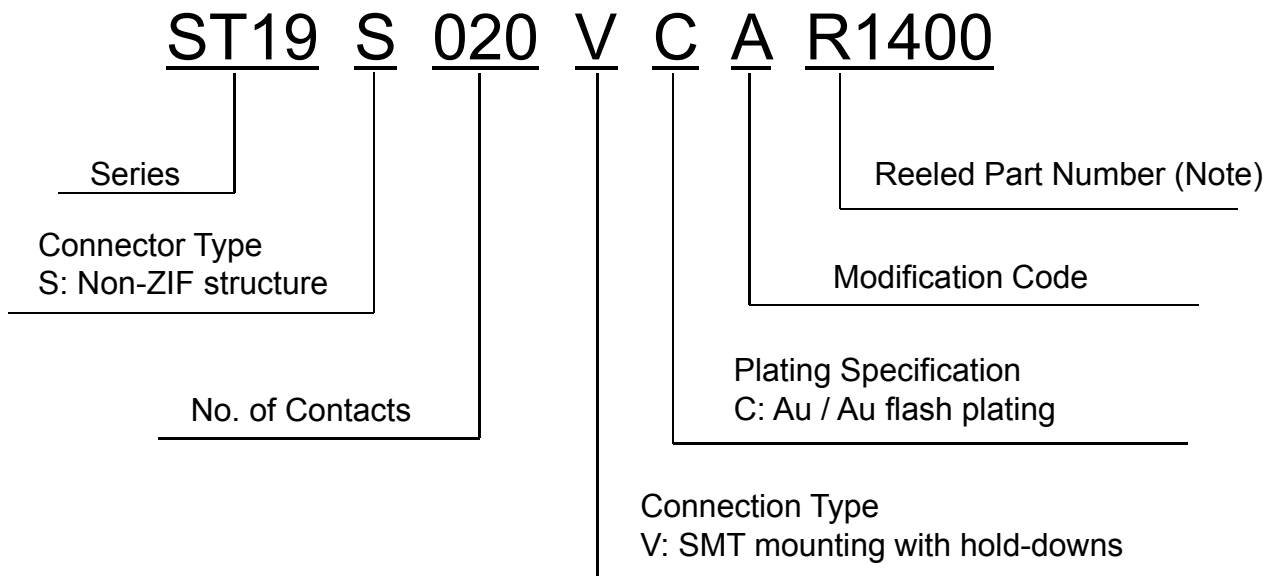 ST19 S 020 V C A R1400
Series
Reeled Part Number (Note)
Connector Type
S: Non-ZIF structure
Modification Code
Plating Specification
C: Au / Au flash plating
No. of Contacts
Connection Type
V: SMT mounting with hold-downs